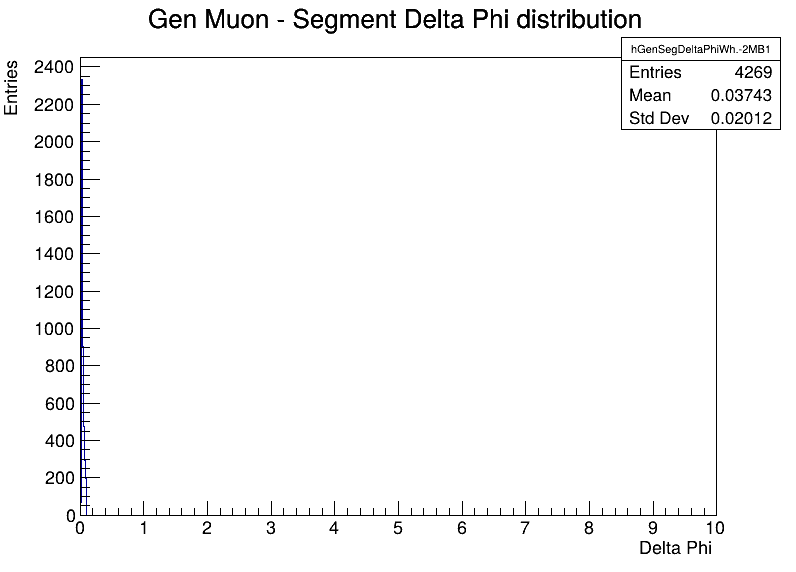 Gen Muon - Segment Delta Phi distribution
hGenSegDeltaPhiWh.-2MB1
Entries 4269
Mean 0.03743
Std Dev 0.02012
Entries
2400
2200
2000
1800
1600
1400
1200
1000
800
600
400
200
0
0 1 2 3 4 5 6 7 8 9 10
Delta Phi